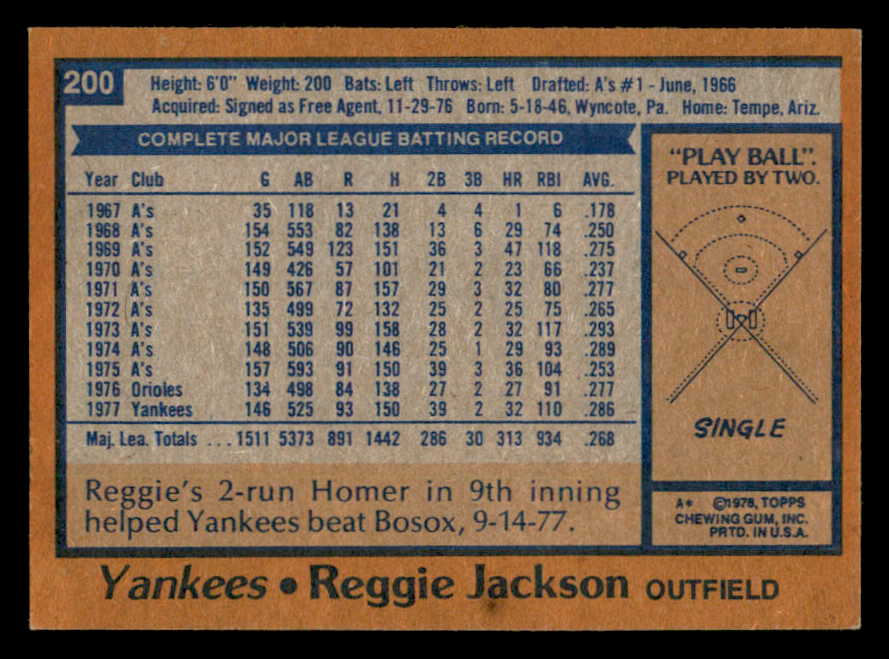 200
Height: 6'0" Weight: 200 Bats: Left Throws: Left Drafted: A's #1 - June, 1966
Acquired: Signed as Free Agent, 11-29-76 Born: 5-18-46, Wyncote, Pa. Home: Tempe, Ariz.
COMPLETE MAJOR LEAGUE BATTING RECORD
Year Club G AB R H 2B 3B HR RBI AVG.
1967 A's 35 118 13 21 4 4 1 6 .178
1968 A's 154 553 82 138 13 6 29 74 .250
1969 A's 152 549 123 151 36 3 47 118 .275
1970 A's 149 426 57 101 21 2 23 66 .237
1971 A's 150 567 87 157 29 3 32 80 .277
1972 A's 135 499 72 132 25 2 25 75 .265
1973 A's 151 539 99 158 28 2 32 117 .293
1974 A's 148 506 90 146 25 1 29 93 .289
1975 A's 157 593 91 150 39 3 36 104 .253
1976 Orioles 134 498 84 138 27 2 27 91 .277
1977 Yankees 146 525 93 150 39 2 32 110 .286
Maj. Lea. Totals ... 1511 5373 891 1442 286 30 313 934 .268
Reggie's 2-run Homer in 9th inning
helped Yankees beat Bosox, 9-14-77.
"PLAY BALL".
PLAYED BY TWO.
SINGLE
A* ©1978, TOPPS
CHEWING GUM, INC.
PRTD. IN U.S.A.
Yankees • Reggie Jackson OUTFIELD